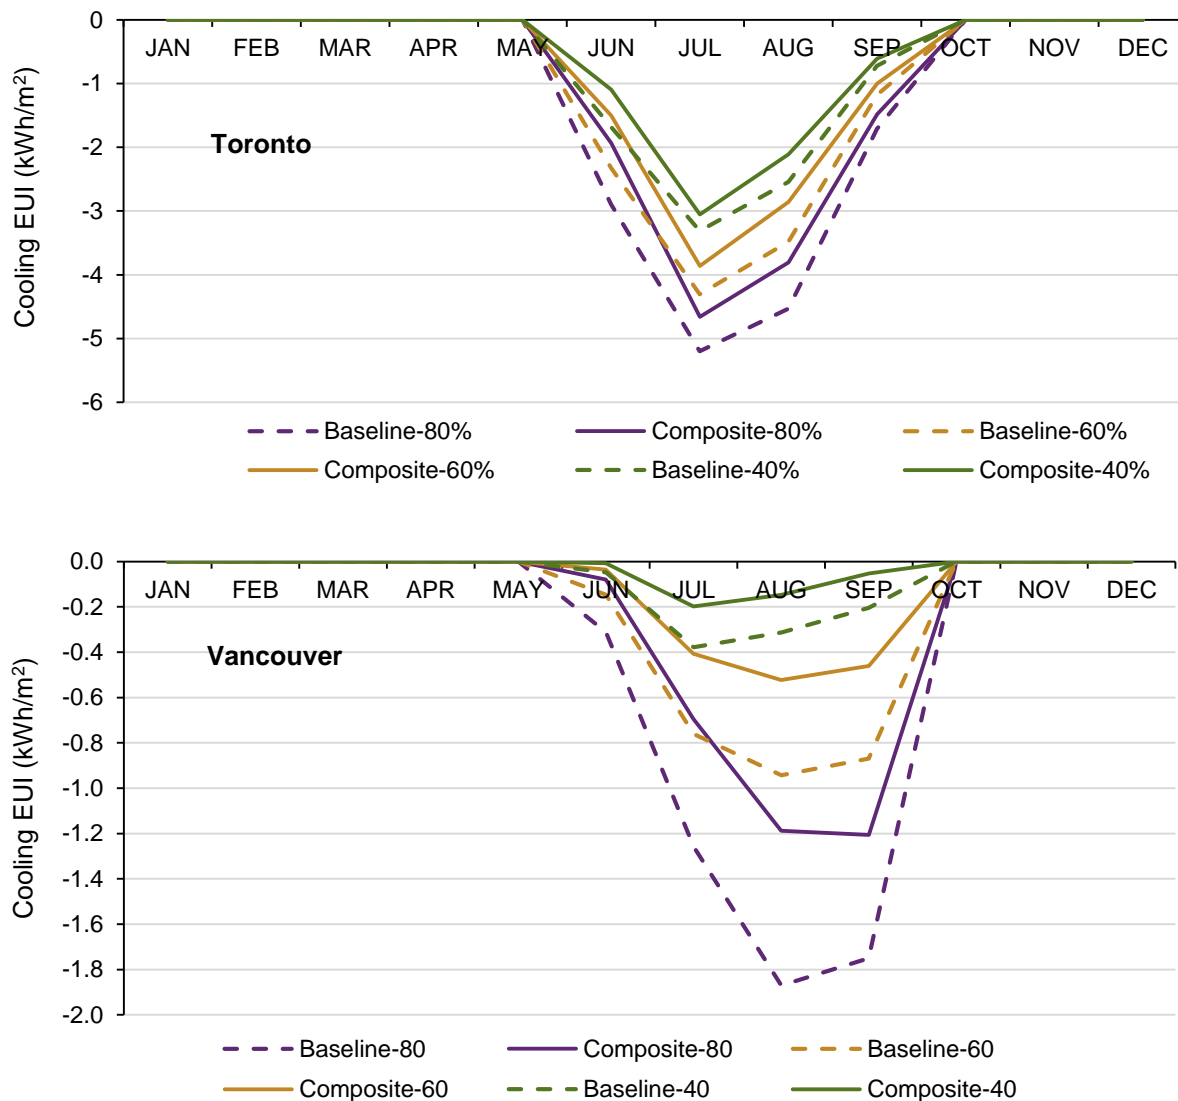 0
JAN FEB MAR APR MAY JUN JUL AUG SEP OCT NOV DEC
-1
Toronto
-2
-3
-4
-5
-6
Cooling EUI (kWh/m²)
Baseline-80% Composite-80% Baseline-60%
Composite-60% Baseline-40% Composite-40%
0.0
JAN FEB MAR APR MAY JUN JUL AUG SEP OCT NOV DEC
-0.2
-0.4
Vancouver
-0.6
-0.8
-1.0
-1.2
-1.4
-1.6
-1.8
-2.0
Cooling EUI (kWh/m²)
Baseline-80 Composite-80 Baseline-60
Composite-60 Baseline-40 Composite-40